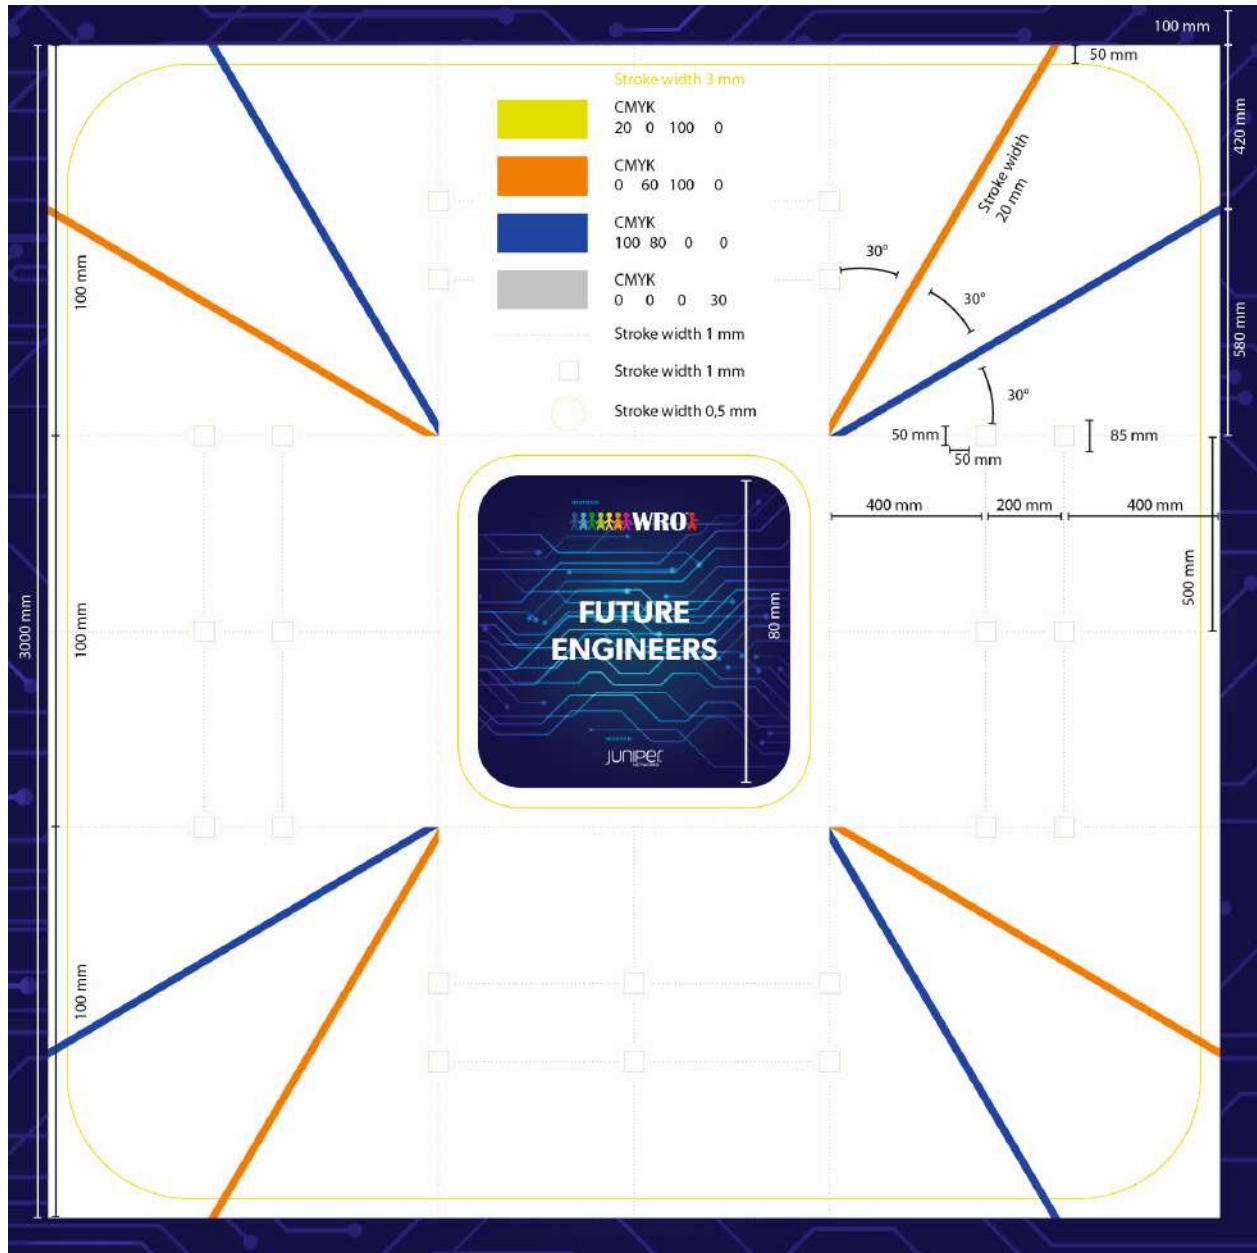 100 mm
50 mm
Stroke width 3 mm
CMYK
20 0 100 0
CMYK
0 60 100 0
CMYK
100 80 0 0
CMYK
0 0 0 30
Stroke width 1 mm
Stroke width 1 mm
Stroke width 0,5 mm
Stroke width
20 mm
420 mm
580 mm
30°
30°
30°
100 mm
50 mm
50 mm
85 mm
400 mm
200 mm
400 mm
500 mm
WRO
FUTURE
ENGINEERS
80 mm
JUNIPEr
NETWORKS
3000 mm
1000 mm
100 mm